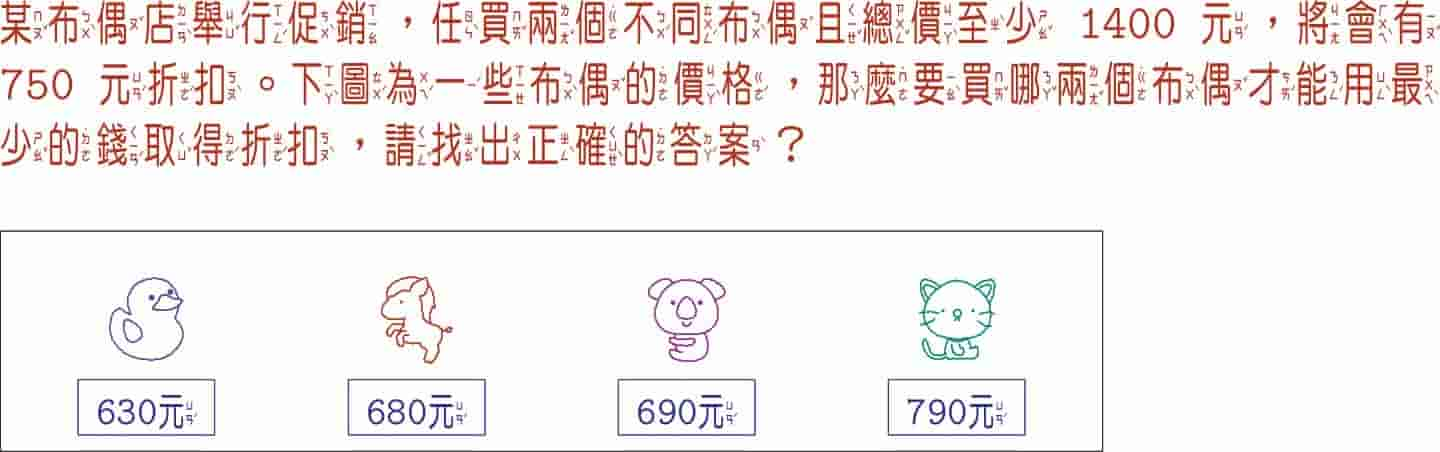 某布偶店舉行促銷，任買兩個不同布偶且總價至少 1400 元，將會有
750 元折扣。下圖為一些布偶的價格，那麼要買哪兩個布偶才能用最
少的錢取得折扣，請找出正確的答案？
630元 680元 690元 790元